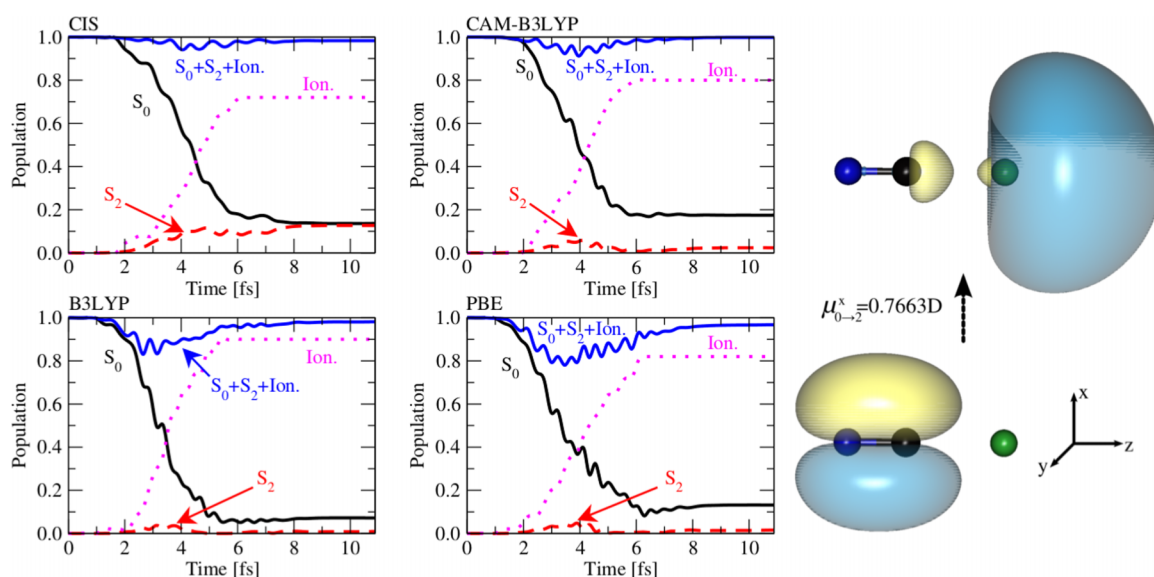 CIS
1.0
0.8
0.6
0.4
0.2
0.0
Population
S0+S2+Ion.
S0
Ion.
S2
0 2 4 6 8 10
Time [fs]
CAM-B3LYP
1.0
0.8
0.6
0.4
0.2
0.0
Population
S0
S0+S2+Ion.
Ion.
S2
0 2 4 6 8 10
Time [fs]
B3LYP
1.0
0.8
0.6
0.4
0.2
0.0
Population
S0
Ion.
S0+S2+Ion.
S2
0 2 4 6 8 10
Time [fs]
PBE
1.0
0.8
0.6
0.4
0.2
0.0
Population
S0+S2+Ion.
S0
Ion.
S2
0 2 4 6 8 10
Time [fs]
μ^x_0→2=0.7663D
x
y
z